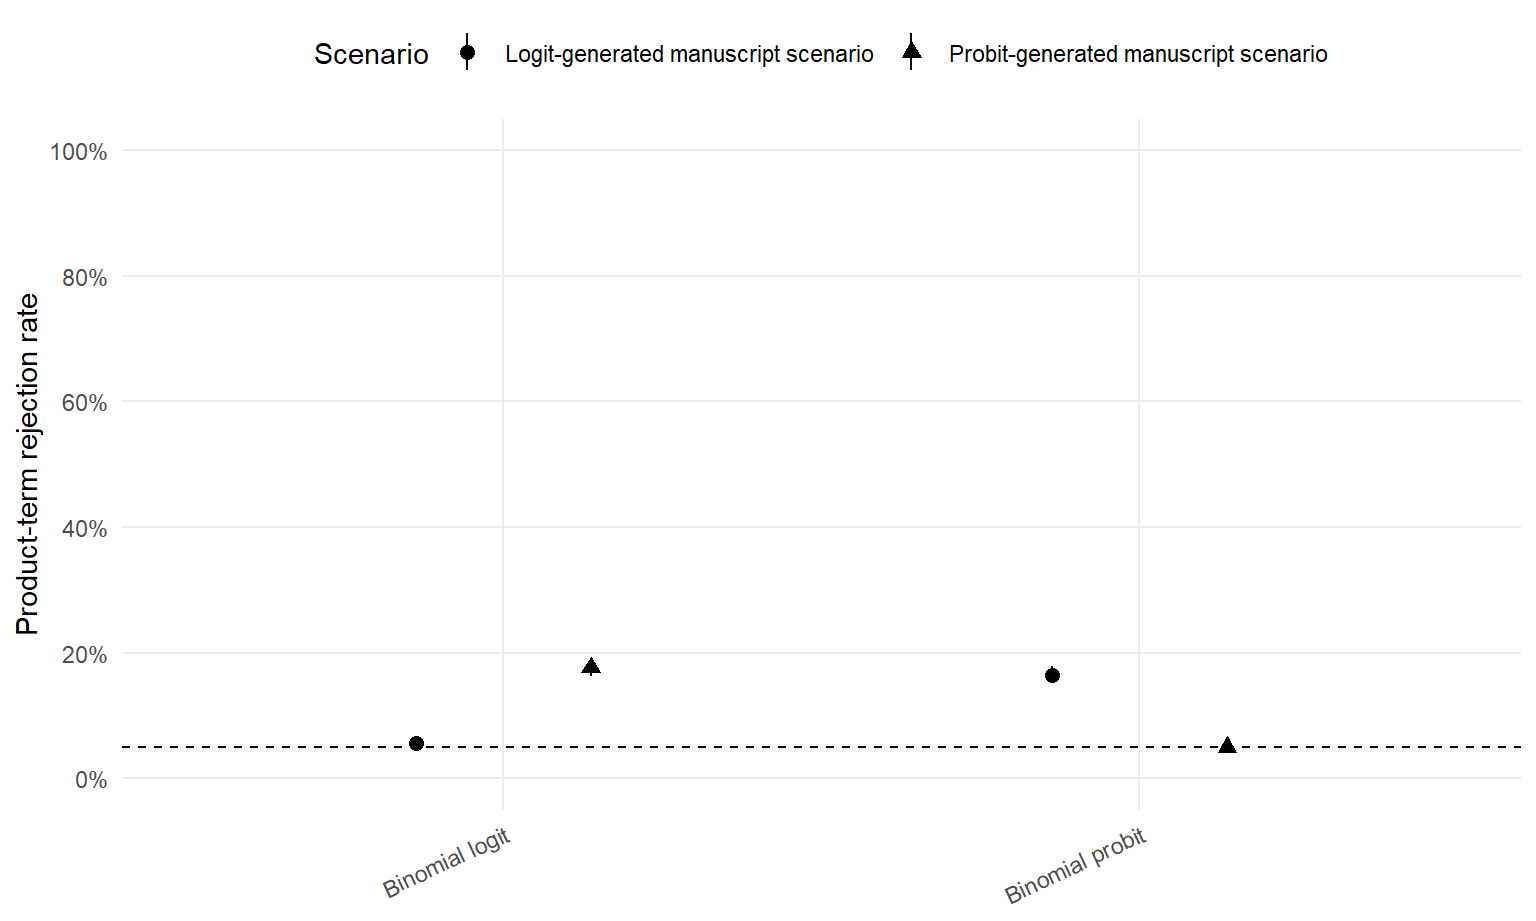 Scenario Logit-generated manuscript scenario Probit-generated manuscript scenario
Product-term rejection rate
100%
80%
60%
40%
20%
0%
Binomial logit Binomial probit